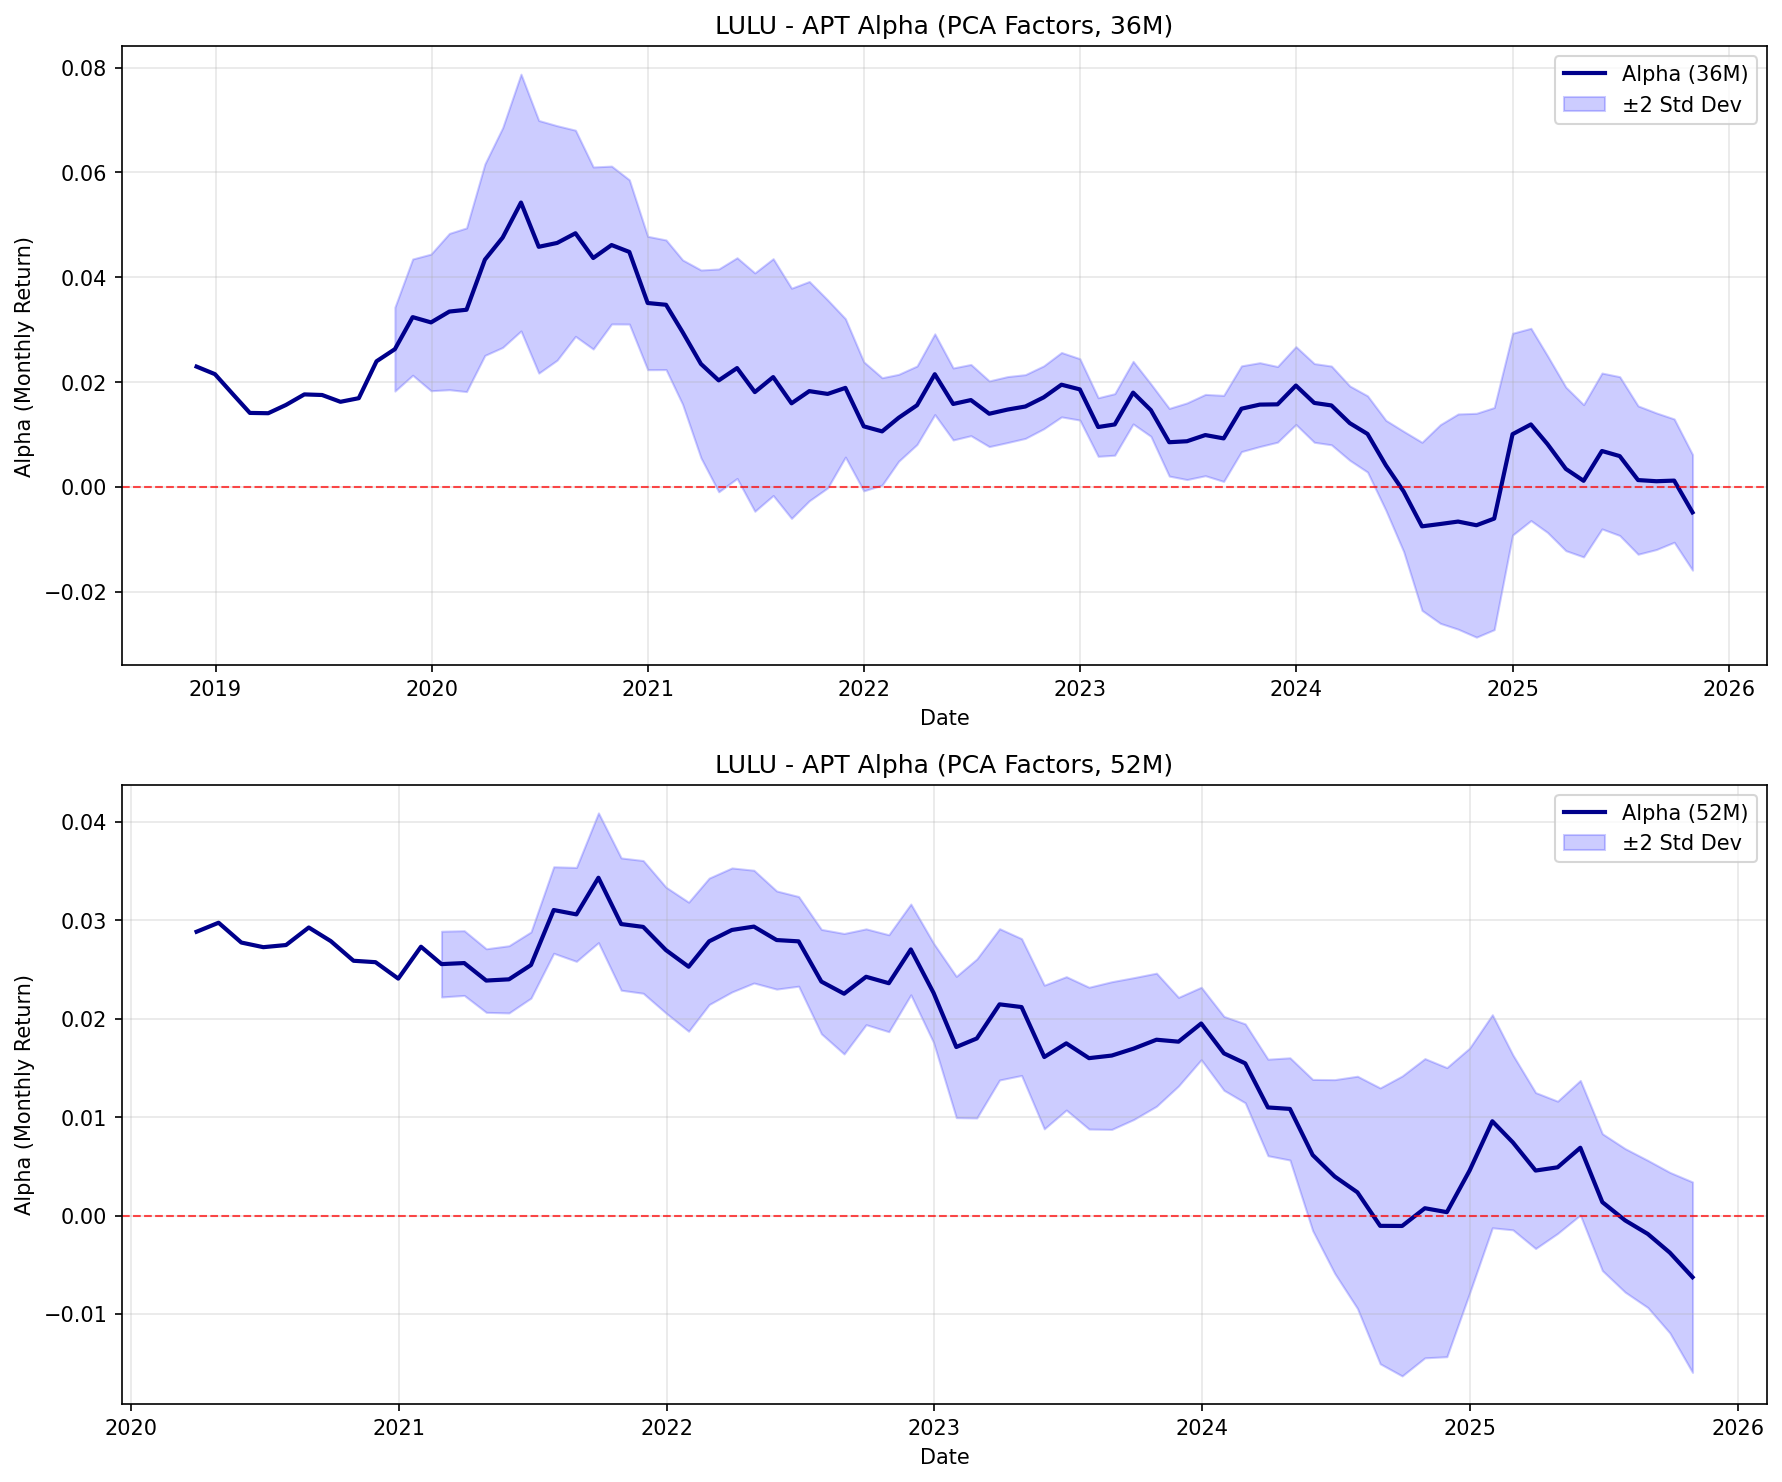 LULU - APT Alpha (PCA Factors, 36M)
Alpha (36M)
±2 Std Dev
Alpha (Monthly Return)
0.08
0.06
0.04
0.02
0.00
−0.02
2019 2020 2021 2022 2023 2024 2025 2026
Date
LULU - APT Alpha (PCA Factors, 52M)
Alpha (52M)
±2 Std Dev
Alpha (Monthly Return)
0.04
0.03
0.02
0.01
0.00
−0.01
2020 2021 2022 2023 2024 2025 2026
Date